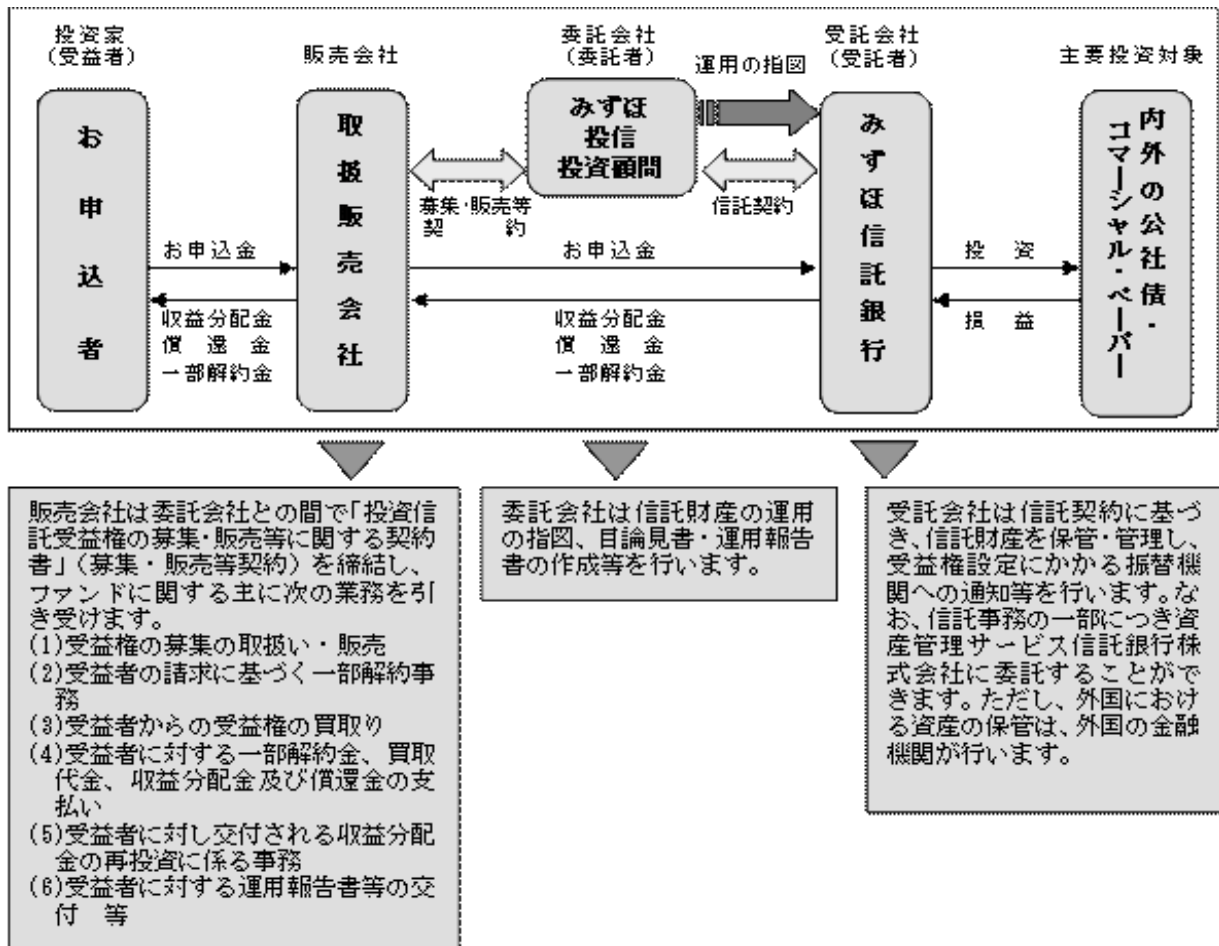 投資家
(受益者)
販売会社
委託会社
(委託者)
受託会社
(受託者)
主要投資対象
お申込者
取扱販売会社
みずほ
投信
投資顧問
運用の指図
みずほ信託銀行
内外の公社債・
コマーシャル・ペーパー
募集・販売等
契約
信託契約
お申込金
収益分配金
償還金
一部解約金
お申込金
収益分配金
償還金
一部解約金
投資
損益
販売会社は委託会社との間で「投資信
託受益権の募集・販売等に関する契約
書」(募集・販売等契約)を締結し、
ファンドに関する主に次の業務を引
き受けます。
(1)受益権の募集の取扱い・販売
(2)受益者の請求に基づく一部解約事
務
(3)受益者からの受益権の買取り
(4)受益者に対する一部解約金、買取
代金、収益分配金及び償還金の支
払い
(5)受益者に対し交付される収益分配
金の再投資に係る事務
(6)受益者に対する運用報告書等の交
付 等
委託会社は信託財産の運用
の指図、目論見書・運用報告
書の作成等を行います。
受託会社は信託契約に基づ
き、信託財産を保管・管理し、
受益権設定にかかる振替機
関への通知等を行います。な
お、信託事務の一部につき資
産管理サービス信託銀行株
式会社に委託することがで
きます。ただし、外国におけ
る資産の保管は、外国の金融
機関が行います。